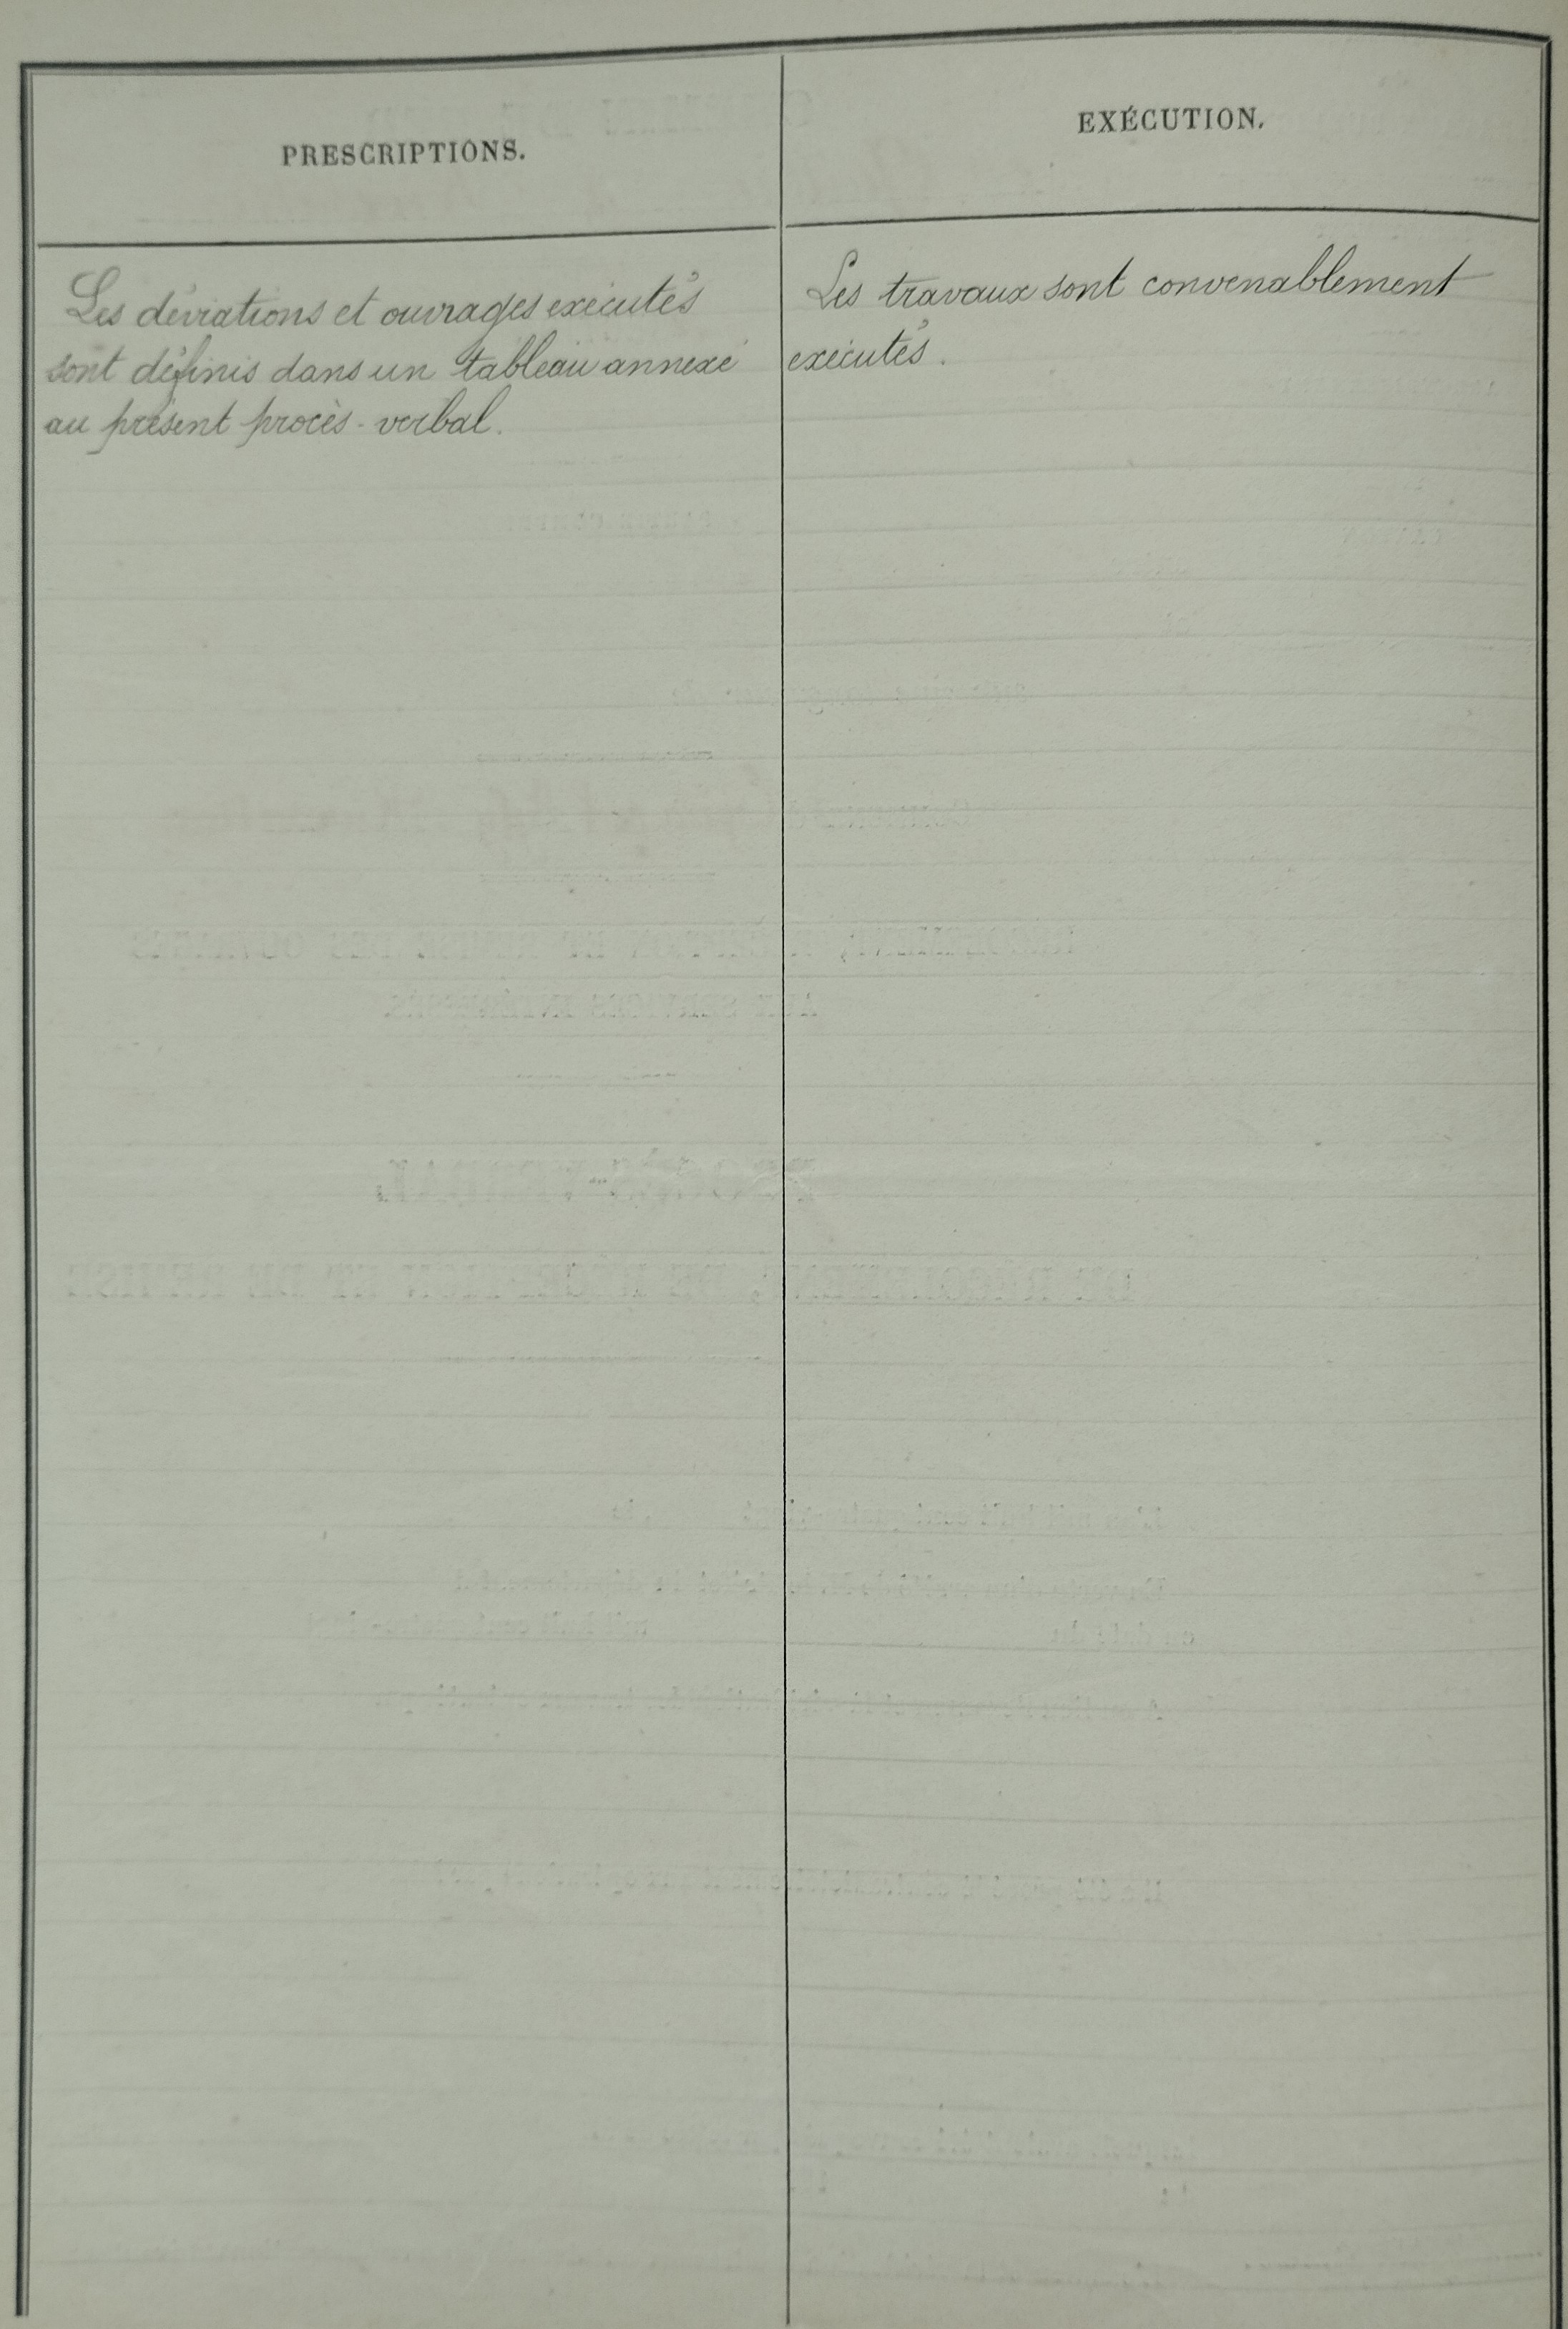 PRESCRIPTIONS.
EXÉCUTION.
Les déviations et ouvrages exécutés
sont définis dans un tableau annexé
au présent procès-verbal.
Les travaux sont convenablement
exécutés.